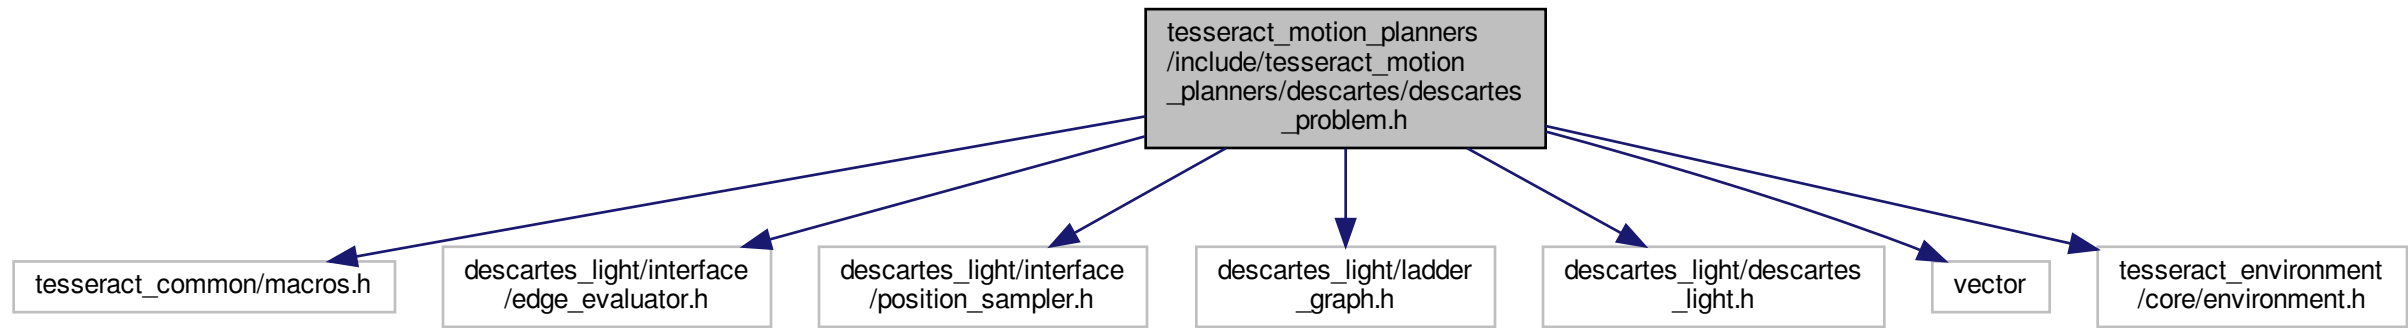 tesseract_motion_planners
/include/tesseract_motion
_planners/descartes/descartes
_problem.h
tesseract_common/macros.h
descartes_light/interface
/edge_evaluator.h
descartes_light/interface
/position_sampler.h
descartes_light/ladder
_graph.h
descartes_light/descartes
_light.h
vector
tesseract_environment
/core/environment.h